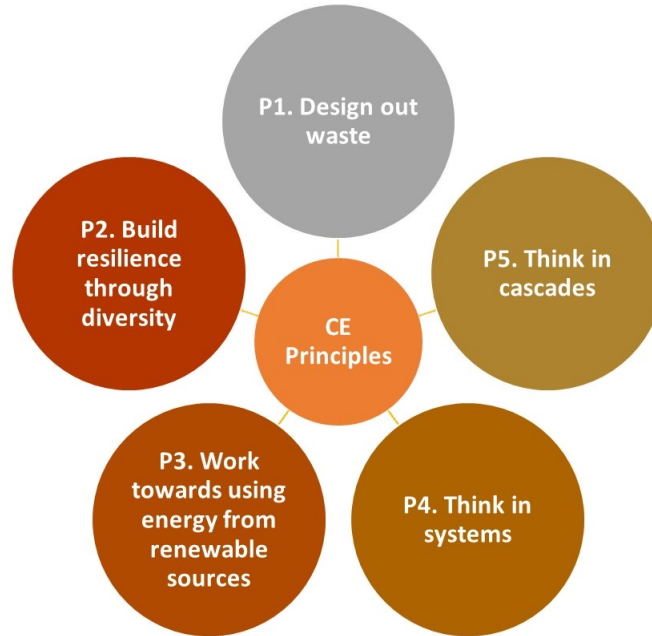 P1. Design out
waste
P2. Build
resilience
through
diversity
P5. Think in
cascades
CE
Principles
P3. Work
towards using
energy from
renewable
sources
P4. Think in
systems